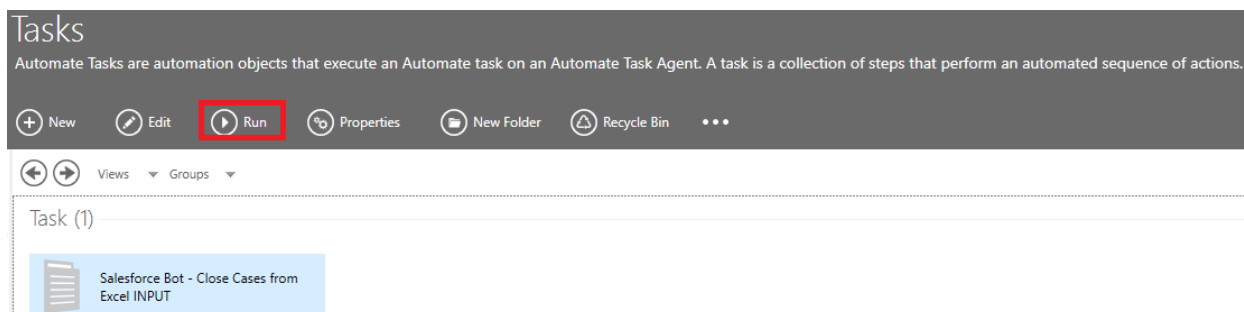 Tasks
Automate Tasks are automation objects that execute an Automate task on an Automate Task Agent. A task is a collection of steps that perform an automated sequence of actions.
New Edit Run Properties New Folder Recycle Bin •••
Views Groups
Task (1)
Salesforce Bot - Close Cases from
Excel INPUT